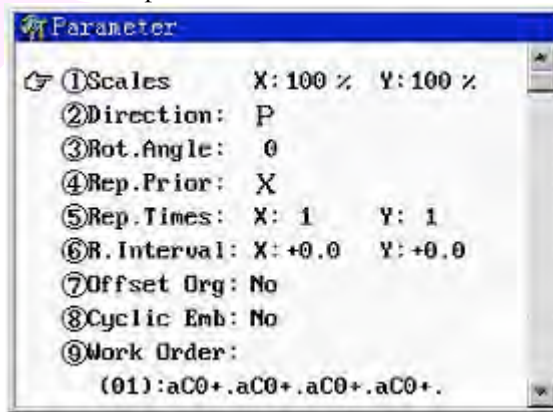 Parameter
①Scales X:100% Y:100%
②Direction: P
③Rot.Angle: 0
④Rep.Prior: X
⑤Rep.Times: X: 1 Y: 1
⑥R.Interval: X:+0.0 Y:+0.0
⑦Offset Org: No
⑧Cyclic Emb: No
⑨Work Order:
(01):aC0+.aC0+.aC0+.aC0+.